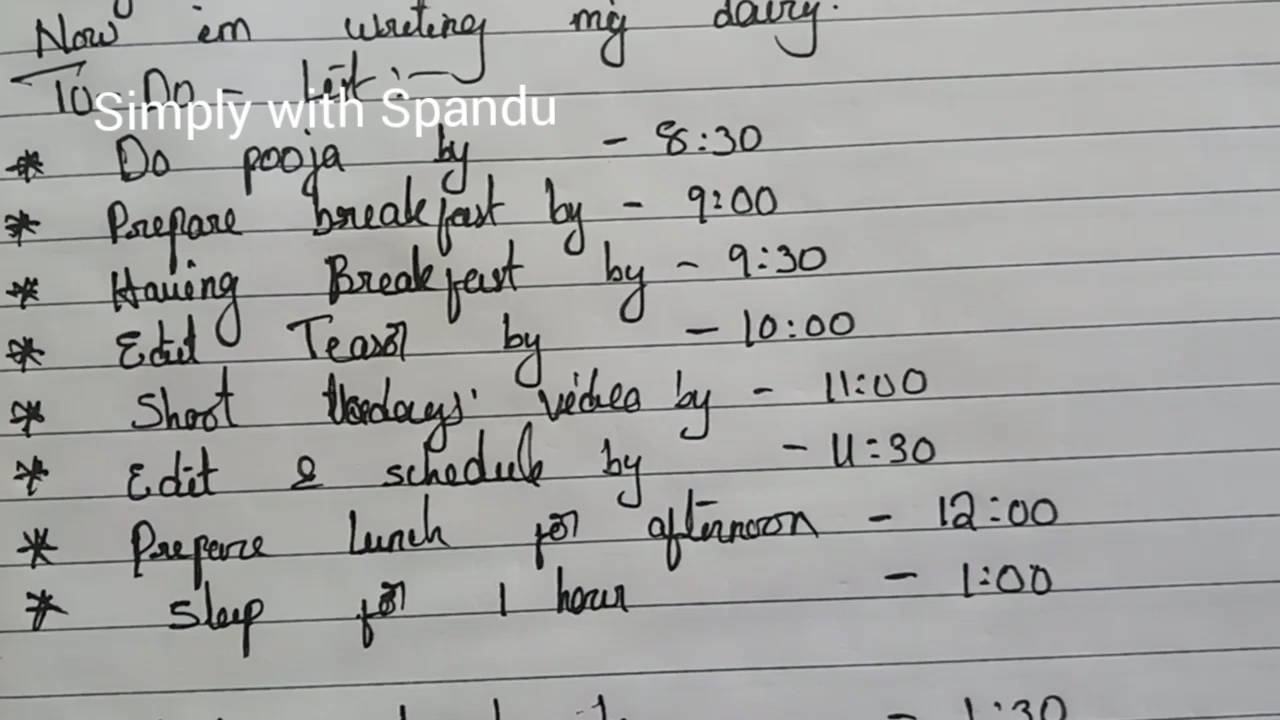 Now im writing my dairy.
To-Do - List :-
Simply with Spandu
* Do pooja by - 8:30
* Prepare breakfast by - 9:00
* Having Breakfast by - 9:30
* Edit Teasor by - 10:00
* Shoot days' video by - 11:00
* Edit & schedule by - 11:30
* Prepare lunch for afternoon - 12:00
* Sleep for 1 hour - 1:00
- 1:30